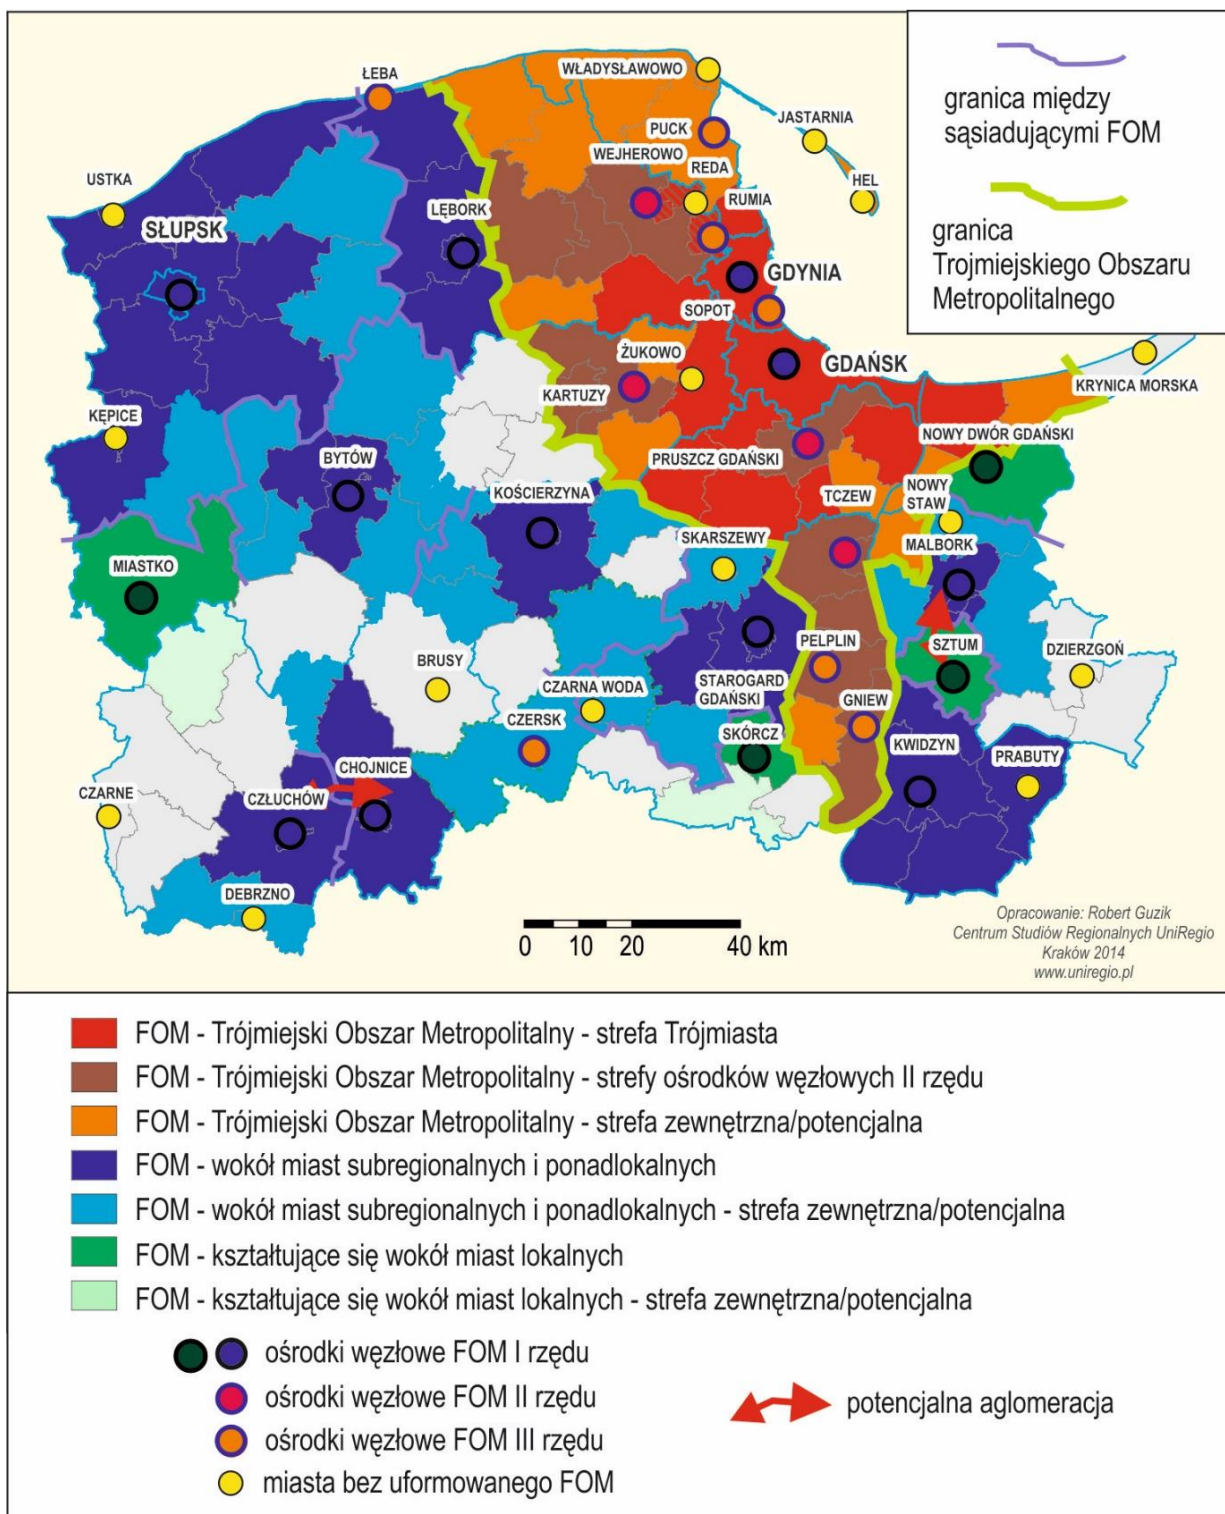 granica między
sąsiadującymi FOM
granica
Trojmiejskiego Obszaru
Metropolitalnego
ŁEBA
WŁADYSŁAWOWO
PUCK
JASTARNIA
WEJHEROWO
REDA
HEL
USTKA
RUMIA
LĘBORK
SŁUPSK
GDYNIA
SOPOT
ŻUKOWO
GDAŃSK
KRYNICA MORSKA
KARTUZY
KĘPICE
NOWY DWÓR GDAŃSKI
BYTÓW
PRUSZCZ GDAŃSKI
KOŚCIERZYNA
TCZEW
NOWY
STAW
SKARSZEWY
MALBORK
MIASTKO
PELPLIN
SZTUM
DZIERZGOŃ
BRUSY
CZARNA WODA
STAROGARD
GDAŃSKI
GNIEW
CZERSK
SKÓRCZ
KWIDZYN
PRABUTY
CHOJNICE
CZARNE
CZŁUCHÓW
DEBRZNO
0 10 20 40 km
Opracowanie: Robert Guzik
Centrum Studiów Regionalnych UniRegio
Kraków 2014
www.uniregio.pl
FOM - Trójmiejski Obszar Metropolitalny - strefa Trójmiasta
FOM - Trójmiejski Obszar Metropolitalny - strefy ośrodków węzłowych II rzędu
FOM - Trójmiejski Obszar Metropolitalny - strefa zewnętrzna/potencjalna
FOM - wokół miast subregionalnych i ponadlokalnych
FOM - wokół miast subregionalnych i ponadlokalnych - strefa zewnętrzna/potencjalna
FOM - kształtujące się wokół miast lokalnych
FOM - kształtujące się wokół miast lokalnych - strefa zewnętrzna/potencjalna
ośrodki węzłowe FOM I rzędu
ośrodki węzłowe FOM II rzędu
potencjalna aglomeracja
ośrodki węzłowe FOM III rzędu
miasta bez uformowanego FOM